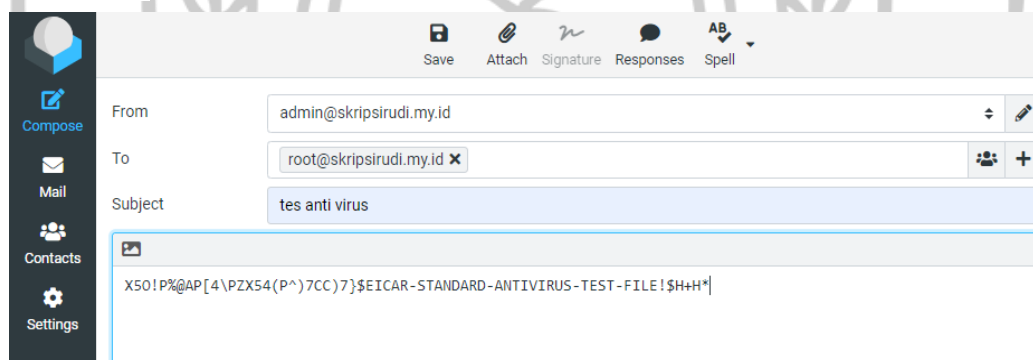 Save Attach Signature Responses Spell
Compose
Mail
Contacts
Settings
From admin@skripsirudi.my.id
To root@skripsirudi.my.id
Subject tes anti virus
X5O!P%@AP[4\PZX54(P^)7CC)7}$EICAR-STANDARD-ANTIVIRUS-TEST-FILE!$H+H*